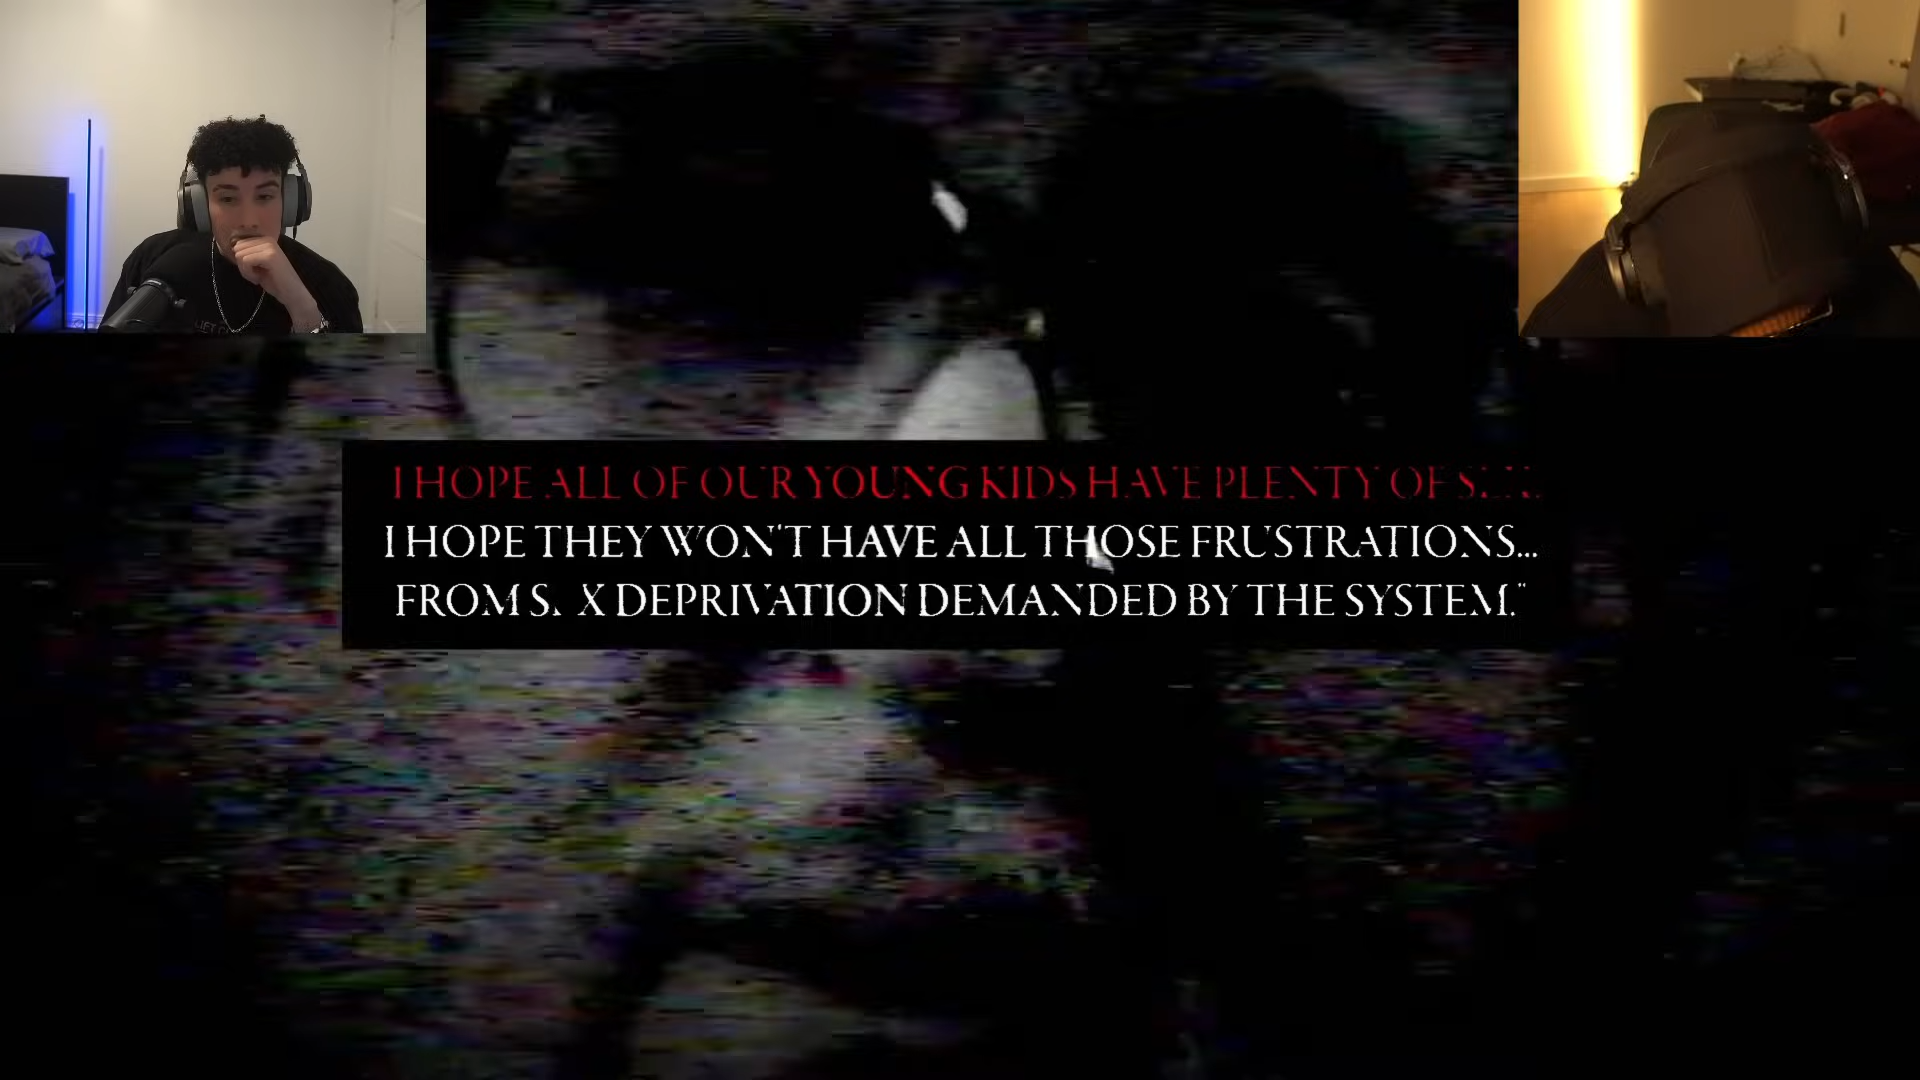 I HOPE ALL OF OUR YOUNG KIDS HAVE PLENTY OF
I HOPE THEY WON'T HAVE ALL THOSE FRUSTRATIONS...
FROM S. X DEPRIVATION DEMANDED BY THE SYSTEM."